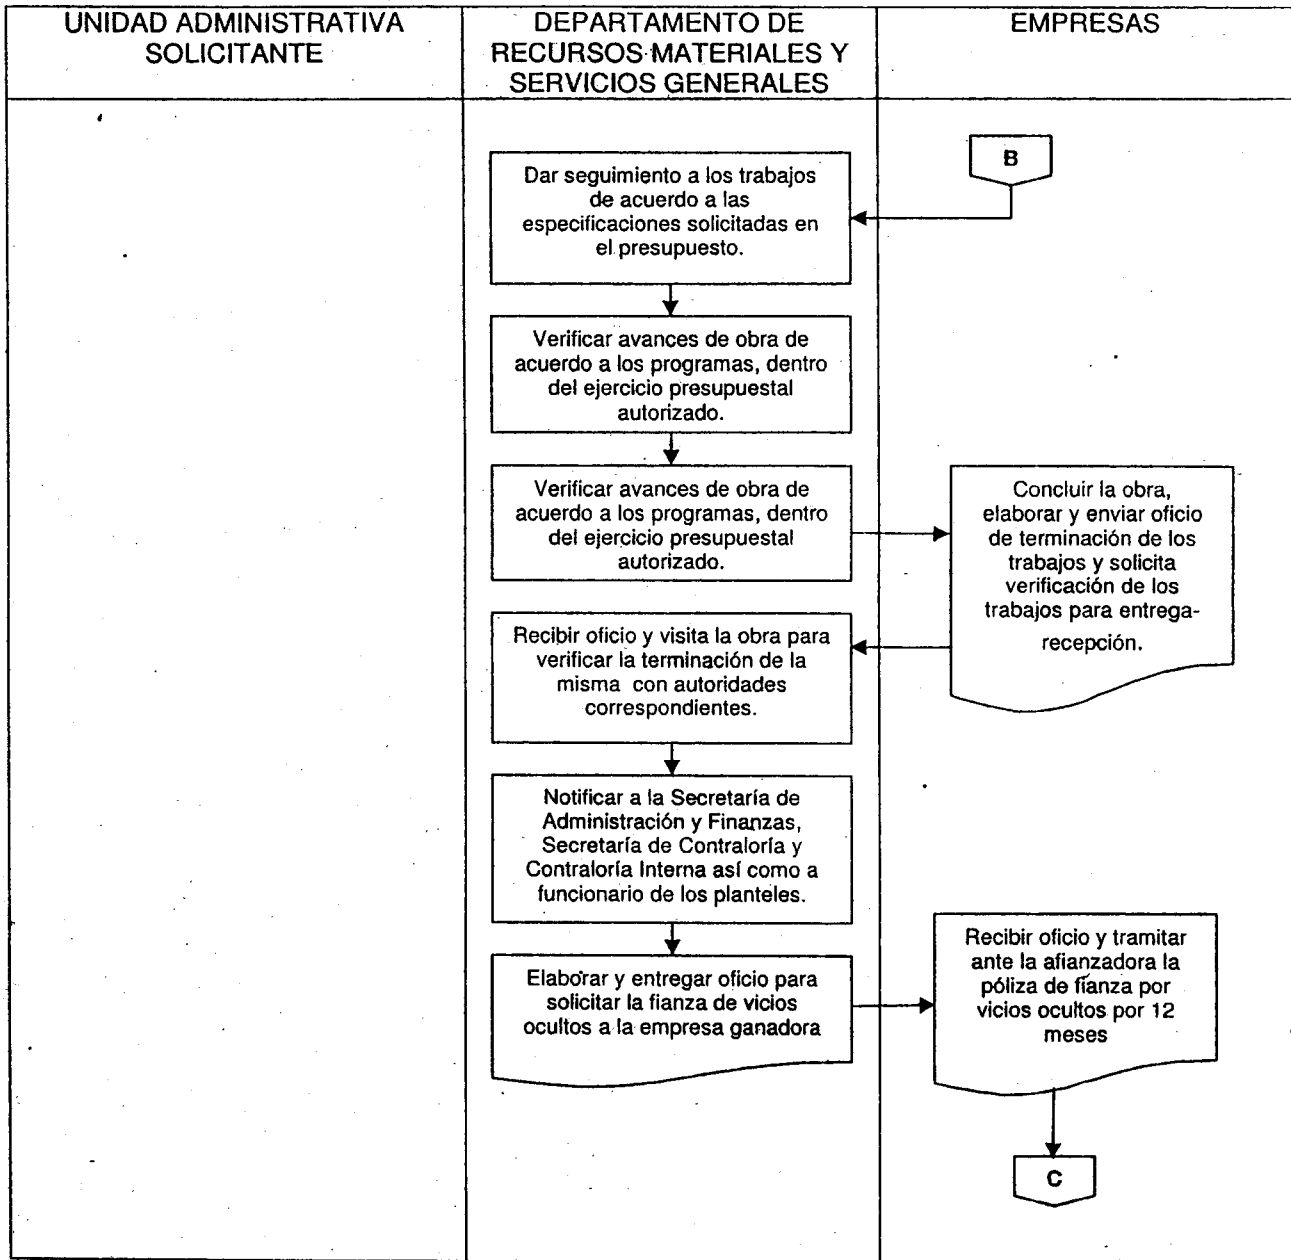 UNIDAD ADMINISTRATIVA
SOLICITANTE
DEPARTAMENTO DE
RECURSOS MATERIALES Y
SERVICIOS GENERALES
EMPRESAS
B
Dar seguimiento a los trabajos
de acuerdo a las
especificaciones solicitadas en
el presupuesto.
Verificar avances de obra de
acuerdo a los programas, dentro
del ejercicio presupuestal
autorizado.
Verificar avances de obra de
acuerdo a los programas, dentro
del ejercicio presupuestal
autorizado.
Concluir la obra,
elaborar y enviar oficio
de terminación de los
trabajos y solicita
verificación de los
trabajos para entrega-
recepción.
Recibir oficio y visita la obra para
verificar la terminación de la
misma con autoridades
correspondientes.
Notificar a la Secretaría de
Administración y Finanzas,
Secretaría de Contraloría y
Contraloría Interna así como a
funcionario de los planteles.
Elaborar y entregar oficio para
solicitar la fianza de vicios
ocultos a la empresa ganadora
Recibir oficio y tramitar
ante la afianzadora la
póliza de fianza por
vicios ocultos por 12
meses
C